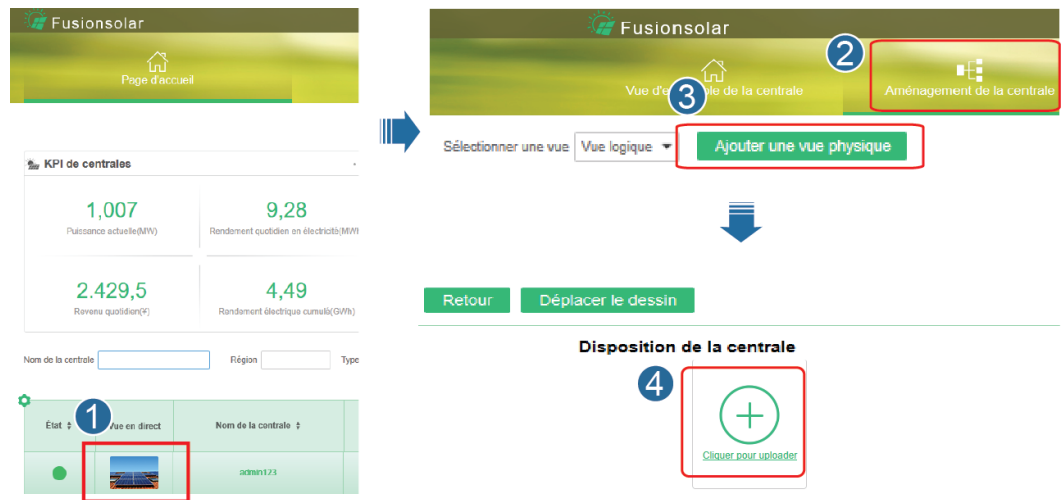 Fusionsolar
Page d'accueil
KPI de centrales
1,007
9,28
Puissance actuelle(MW)
Rendement quotidien en électricité(MWh
2.429,5
4,49
Revenu quotidien(¥)
Rendement électrique cumulé(GWh)
Nom de la centrale
Région
Type
1
État
Vue en direct
Nom de la centrale
admin123
Fusionsolar
2
Vue d'e
ble de la centrale
Aménagement de la centrale
3
Sélectionner une vue
Vue logique
Ajouter une vue physique
Retour
Déplacer le dessin
Disposition de la centrale
4
Cliquer pour uploader